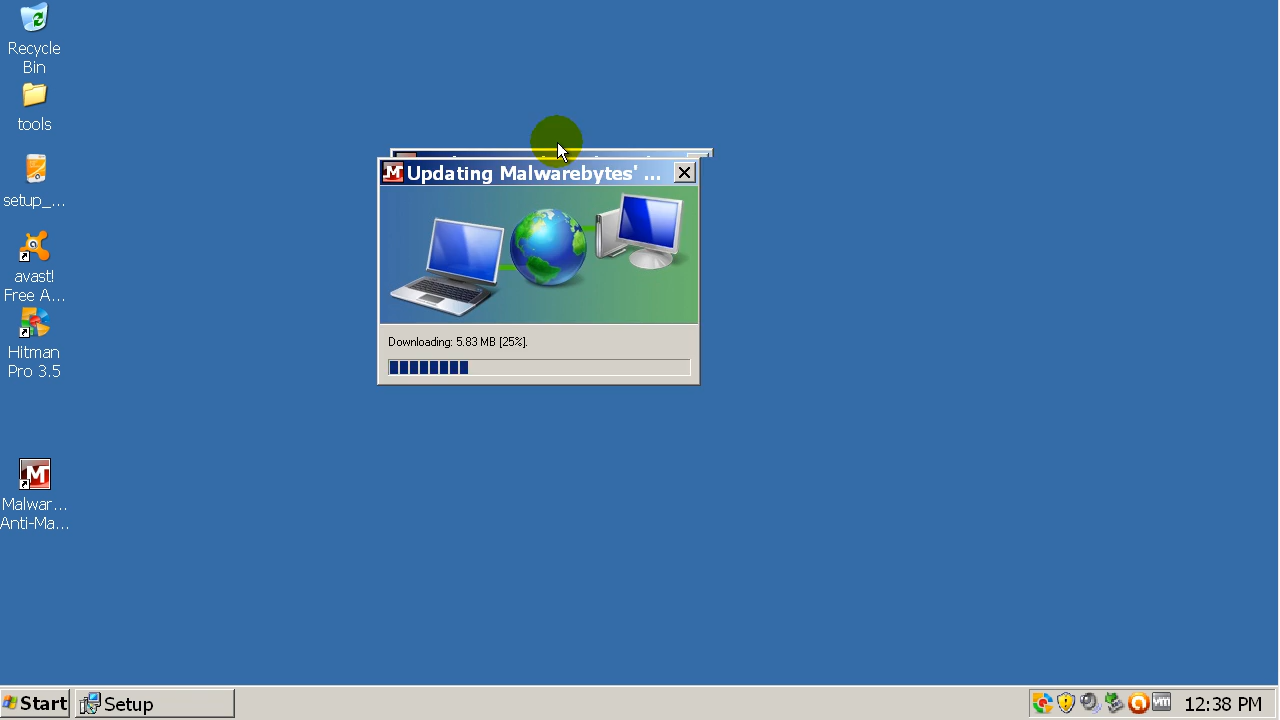 Recycle
Bin
tools
setup_...
avast!
Free A...
Hitman
Pro 3.5
Malwar...
Anti-Ma...
Updating Malwarebytes' ...
Downloading: 5.83 MB [25%].
Start
Setup
12:38 PM